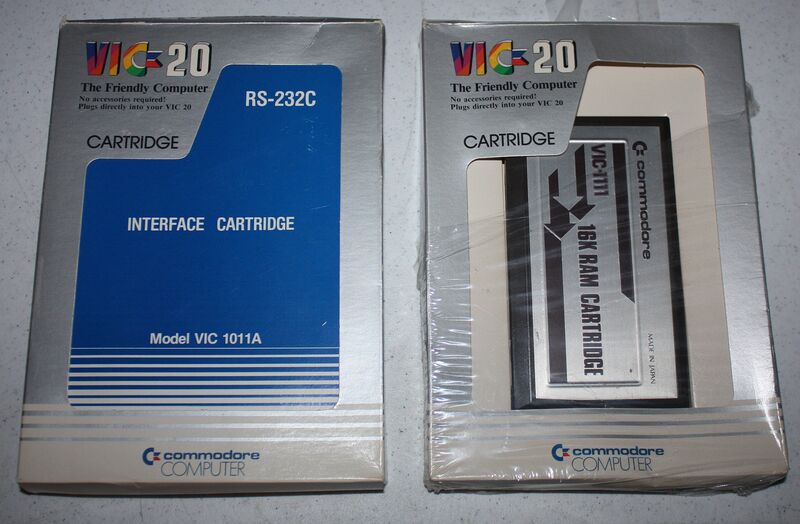 VIC-20
The Friendly Computer
No accessories required!
Plugs directly into your VIC 20
RS-232C
CARTRIDGE
INTERFACE CARTRIDGE
Model VIC 1011A
commodore
COMPUTER
VIC-20
The Friendly Computer
No accessories required!
Plugs directly into your VIC 20
CARTRIDGE
commodore
VIC-1111
16K RAM CARTRIDGE
MADE IN JAPAN
commodore
COMPUTER